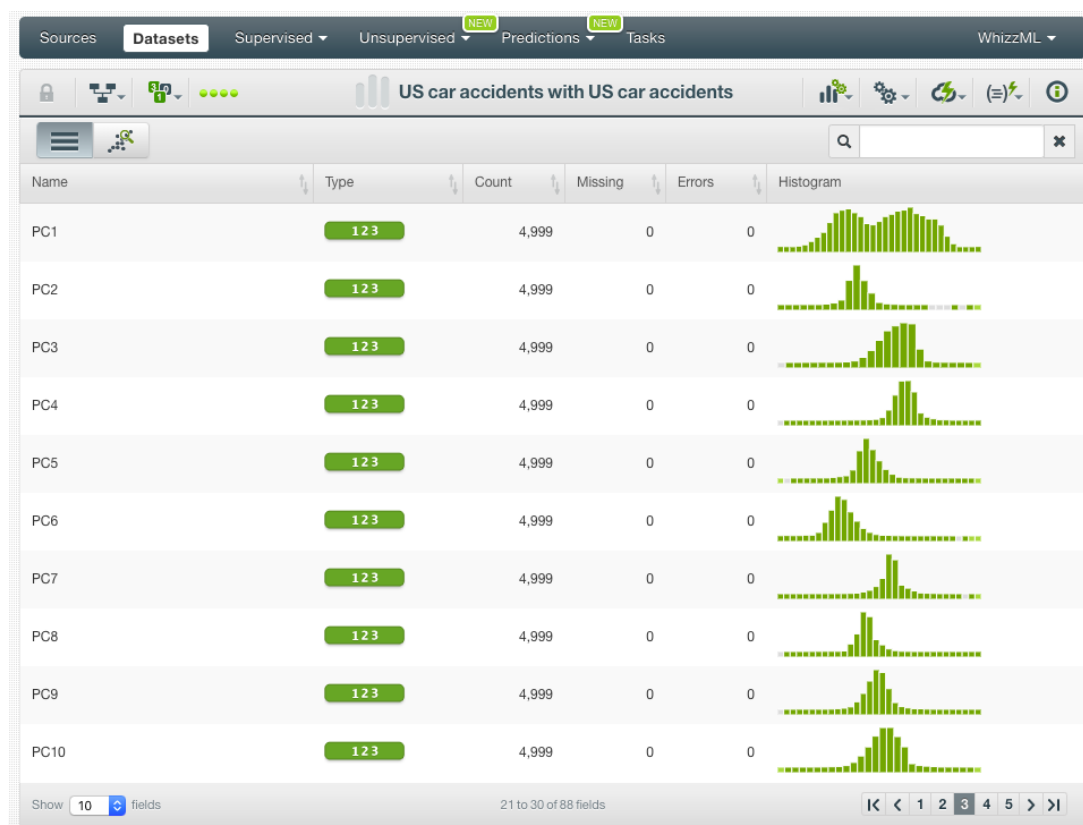 NEW NEW
Sources Datasets Supervised Unsupervised Predictions Tasks WhizzML
US car accidents with US car accidents
Name Type Count Missing Errors Histogram
PC1 123 4,999 0 0
PC2 123 4,999 0 0
PC3 123 4,999 0 0
PC4 123 4,999 0 0
PC5 123 4,999 0 0
PC6 123 4,999 0 0
PC7 123 4,999 0 0
PC8 123 4,999 0 0
PC9 123 4,999 0 0
PC10 123 4,999 0 0
Show 10 fields 21 to 30 of 88 fields 1 2 3 4 5